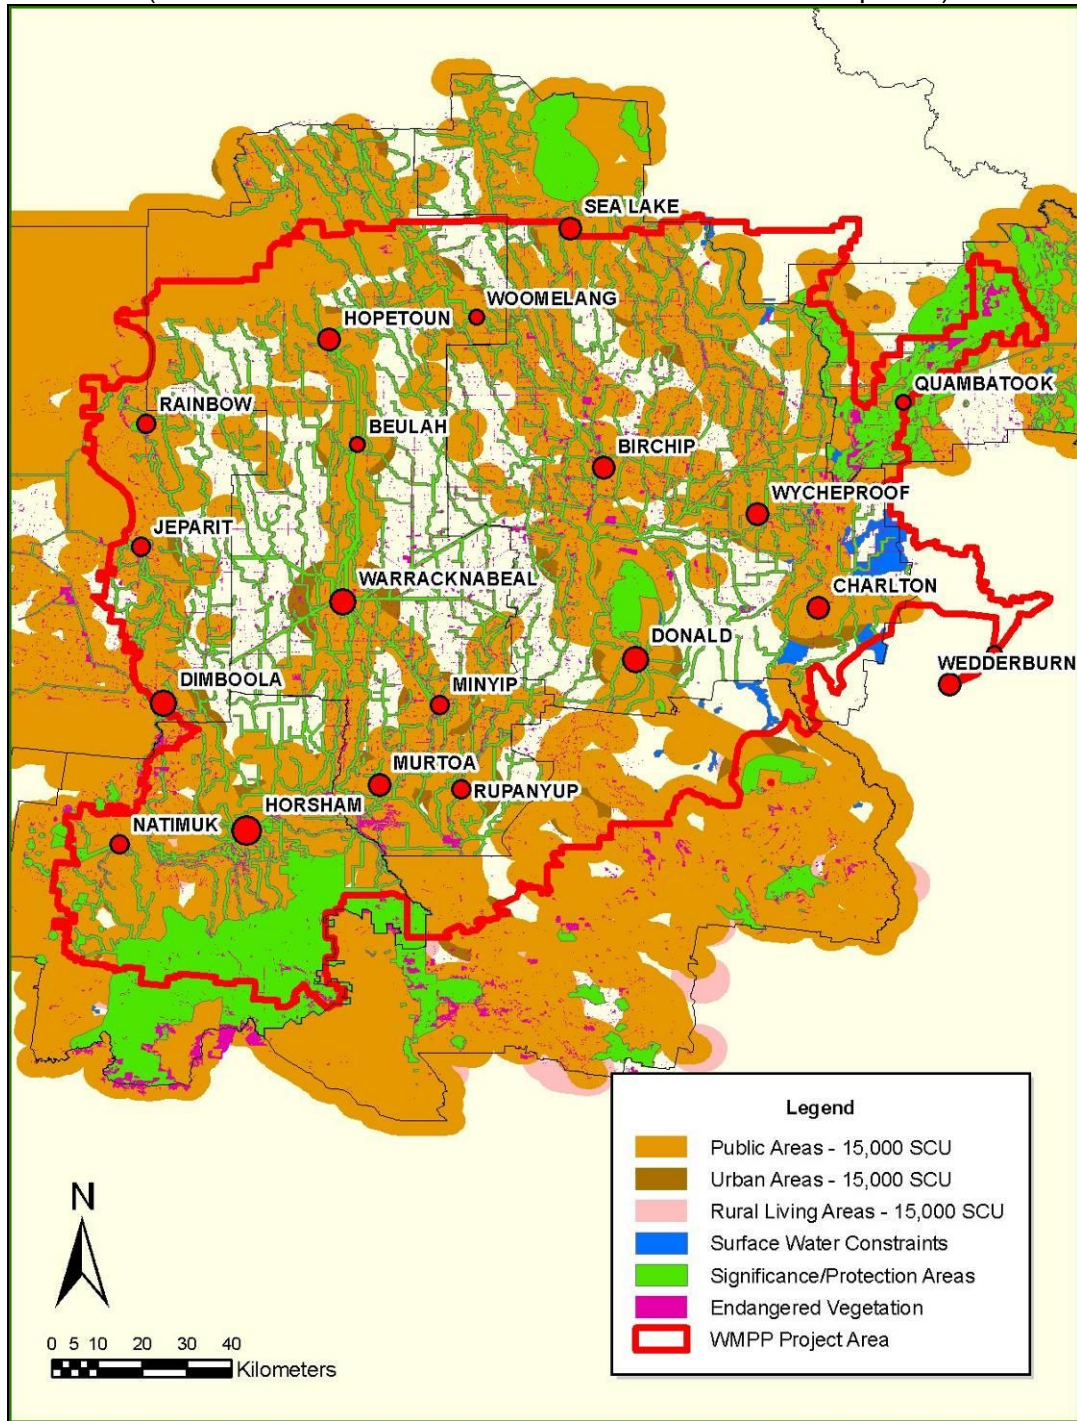 SEA LAKE
WOOMELANG
HOPETOUN
QUAMBATOOK
RAINBOW
BEULAH
BIRCHIP
WYCHEPROOF
JEPARIT
WARRACKNABEAL
CHARLTON
DONALD
WEDDERBURN
DIMBOOLA
MINYIP
MURTOA
RUPANYUP
HORSHAM
NATIMUK
Legend
Public Areas - 15,000 SCU
Urban Areas - 15,000 SCU
Rural Living Areas - 15,000 SCU
Surface Water Constraints
Significance/Protection Areas
Endangered Vegetation
WMPP Project Area
N
0 5 10 20 30 40
Kilometers